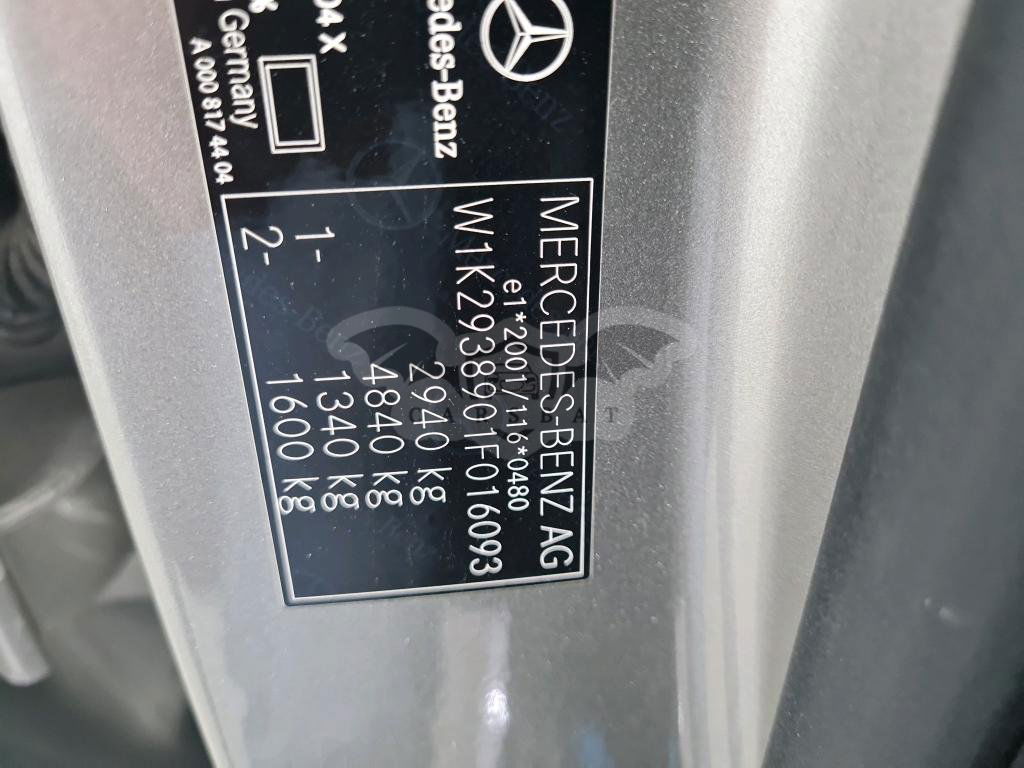 MERCEDES-BENZ AG
e1*2001/116*0480
W1K2938901F016093
2940 kg
4840 kg
1- 1340 kg
2- 1600 kg
edes-Benz
04 X
Germany
A 000 817 44 04